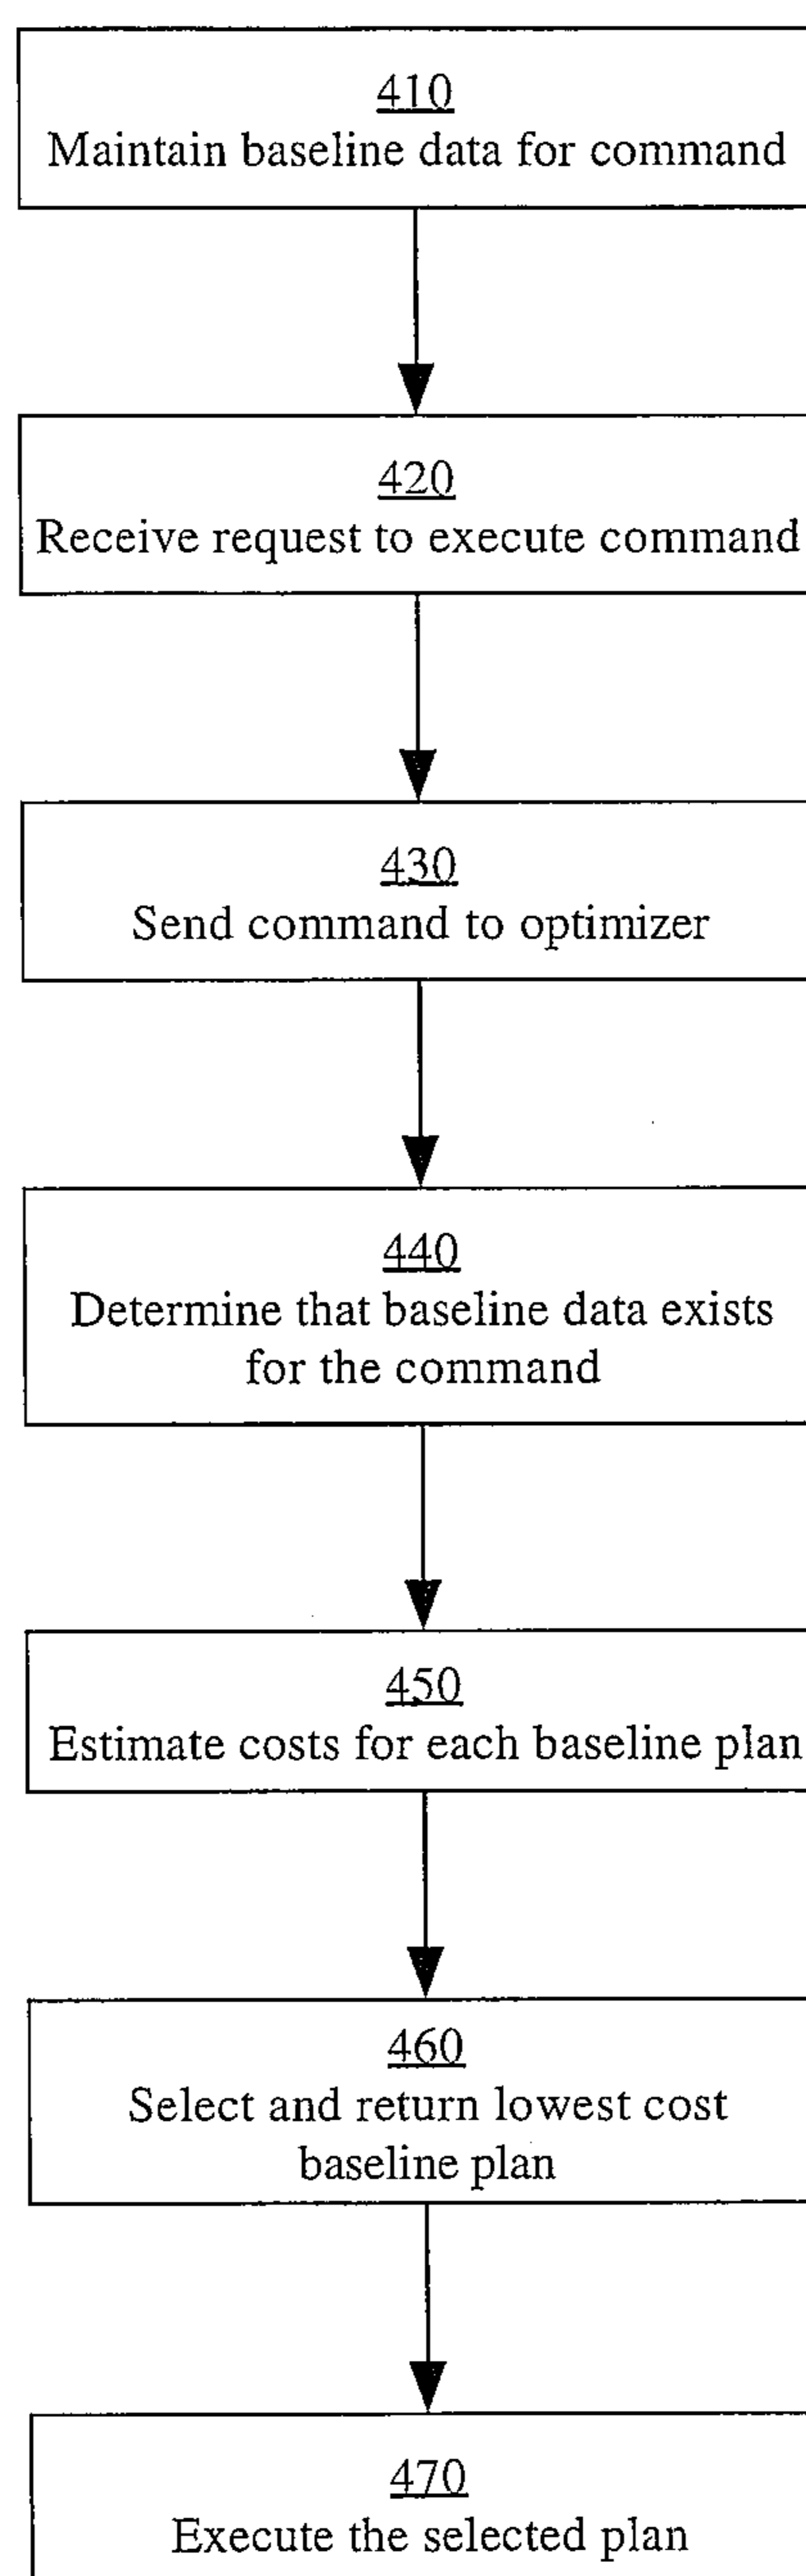 410
Maintain baseline data for command
420
Receive request to execute command
430
Send command to optimizer
440
Determine that baseline data exists
for the command
450
Estimate costs for each baseline plan
460
Select and return lowest cost
baseline plan
470
Execute the selected plan